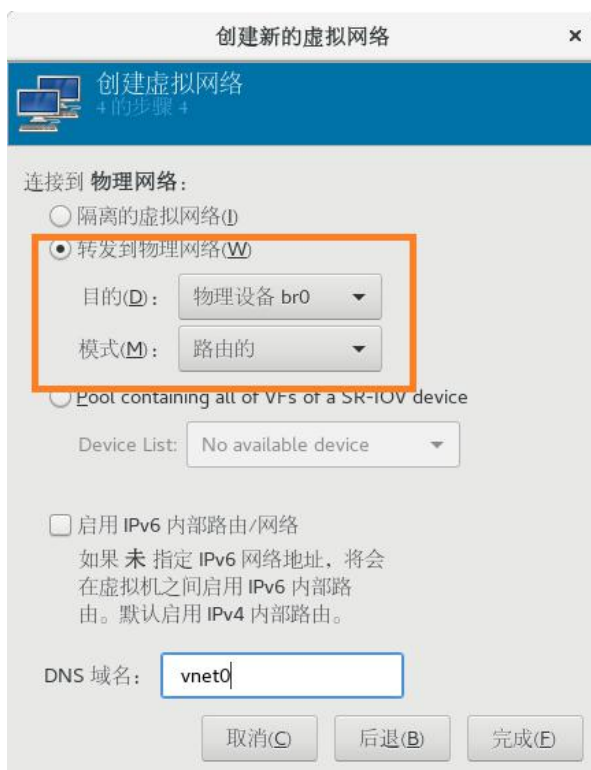 创建新的虚拟网络 ×
创建虚拟网络
4 的步骤 4
连接到 物理网络：
隔离的虚拟网络(I)
转发到物理网络(W)
目的(D)： 物理设备 br0
模式(M)： 路由的
Pool containing all of VFs of a SR-IOV device
Device List: No available device
启用 IPv6 内部路由/网络
如果 未 指定 IPv6 网络地址，将会
在虚拟机之间启用 IPv6 内部路
由。默认启用 IPv4 内部路由。
DNS 域名： vnet0
取消(C) 后退(B) 完成(F)